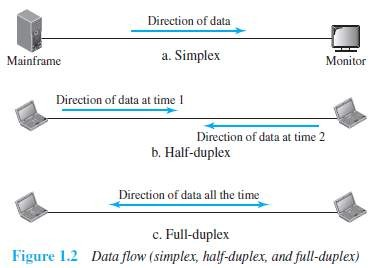 Direction of data
Mainframe
a. Simplex
Monitor
Direction of data at time 1
Direction of data at time 2
b. Half-duplex
Direction of data all the time
c. Full-duplex
Figure 1.2 Data flow (simplex, half-duplex, and full-duplex)